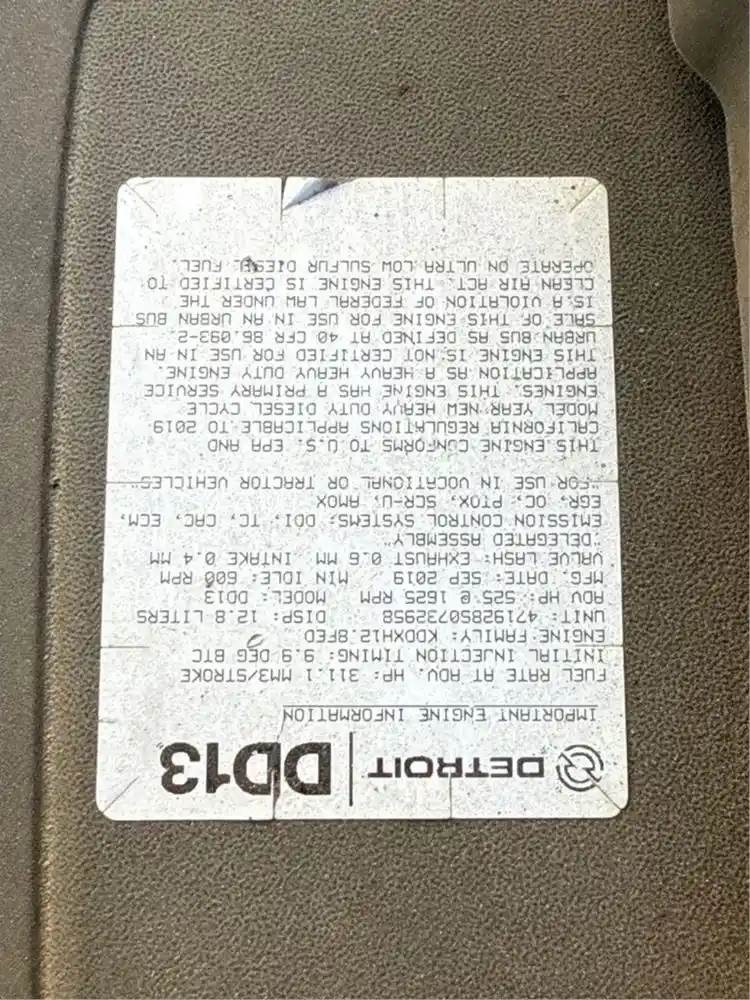 DETROIT | DD13
IMPORTANT ENGINE INFORMATION
FUEL RATE AT ADV. HP: 311.1 MM3/STROKE
INITIAL INJECTION TIMING: 9.9 DEG BTC
ENGINE FAMILY: KDDXH12.8FED
UNIT: 471928S0732958 DISP: 12.8 LITERS
ADV HP: 525 @ 1625 RPM MODEL: DD13
MFG. DATE: SEP 2019 MIN IDLE: 600 RPM
VALVE LASH: EXHAUST 0.6 MM INTAKE 0.4 MM
"DELEGATED ASSEMBLY"
EMISSION CONTROL SYSTEMS: DDI, TC, CAC, ECM,
EGR, OC, PTOX, SCR-U, AMOX
"FOR USE IN VOCATIONAL OR TRACTOR VEHICLES"
THIS ENGINE CONFORMS TO U.S. EPA AND
CALIFORNIA REGULATIONS APPLICABLE TO 2019
MODEL YEAR NEW HEAVY DUTY DIESEL CYCLE
ENGINES. THIS ENGINE HAS A PRIMARY SERVICE
APPLICATION AS A HEAVY HEAVY DUTY ENGINE.
THIS ENGINE IS NOT CERTIFIED FOR USE IN AN
URBAN BUS AS DEFINED AT 40 CFR 86.093-2
SALE OF THIS ENGINE FOR USE IN AN URBAN BUS
IS A VIOLATION OF FEDERAL LAW UNDER THE
CLEAN AIR ACT. THIS ENGINE IS CERTIFIED TO
OPERATE ON ULTRA LOW SULFUR DIESEL FUEL.